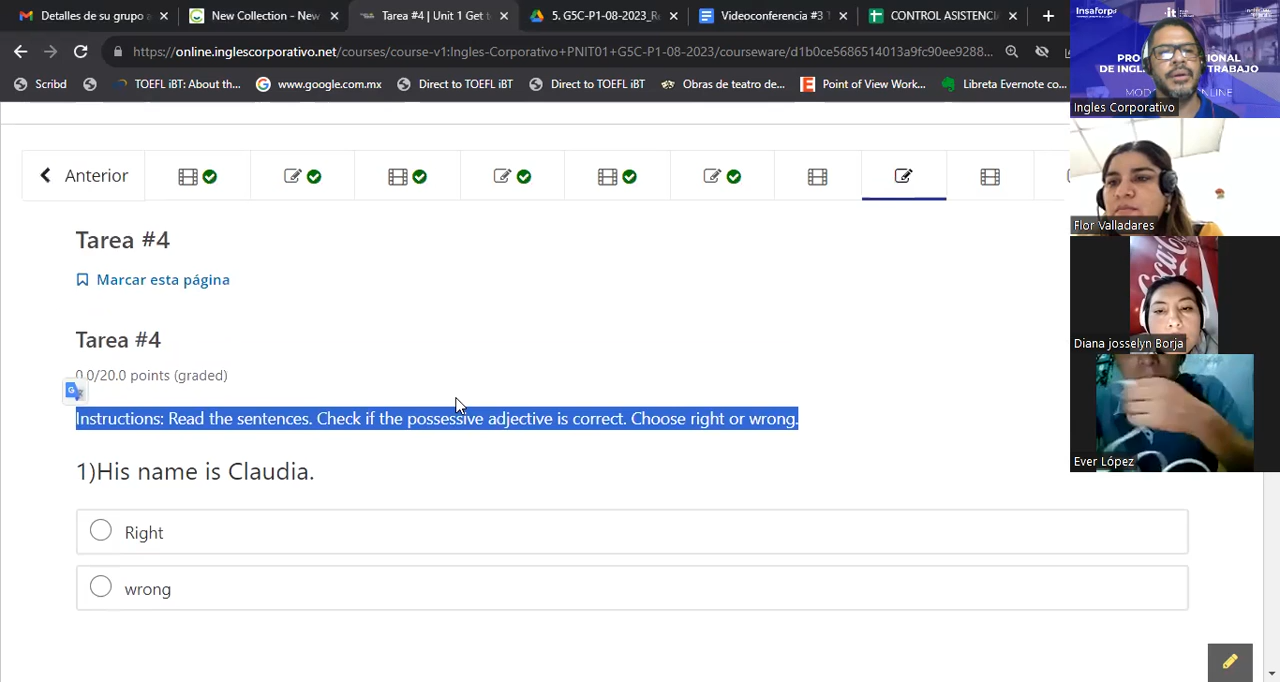 Detalles de su grupo a
New Collection - New
Tarea #4 | Unit 1 Get t
5. G5C-P1-08-2023_Re
Videoconferencia #3 T
CONTROL ASISTENCIA
https://online.inglescorporativo.net/courses/course-v1:Ingles-Corporativo+PNIT01+G5C-P1-08-2023/courseware/d1b0ce5686514013a9fc90ee9288...
Scribd
TOEFL iBT: About th...
www.google.com.mx
Direct to TOEFL iBT
Direct to TOEFL iBT
Obras de teatro de...
Point of View Work...
Libreta Evernote co...
Anterior
Tarea #4
Marcar esta página
Tarea #4
0.0/20.0 points (graded)
Instructions: Read the sentences. Check if the possessive adjective is correct. Choose right or wrong.
1)His name is Claudia.
Right
wrong
Insaforp
it
Ingles Corporativo
Flor Valladares
Coca-C
Diana josselyn Borja
Ever López